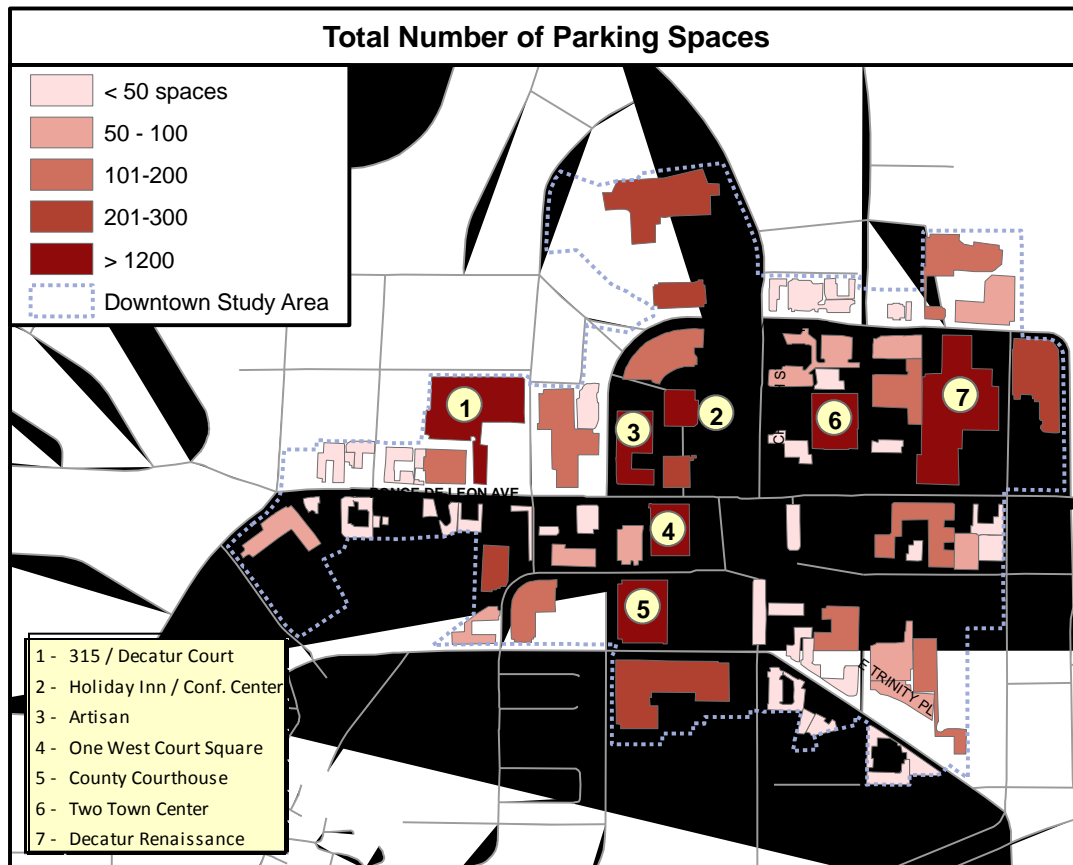 Total Number of Parking Spaces
< 50 spaces
50 - 100
101-200
201-300
> 1200
Downtown Study Area
1
2
3
6
7
PONCE DE LEON AVE
4
5
E TRINITY PL
1 - 315 / Decatur Court
2 - Holiday Inn / Conf. Center
3 - Artisan
4 - One West Court Square
5 - County Courthouse
6 - Two Town Center
7 - Decatur Renaissance